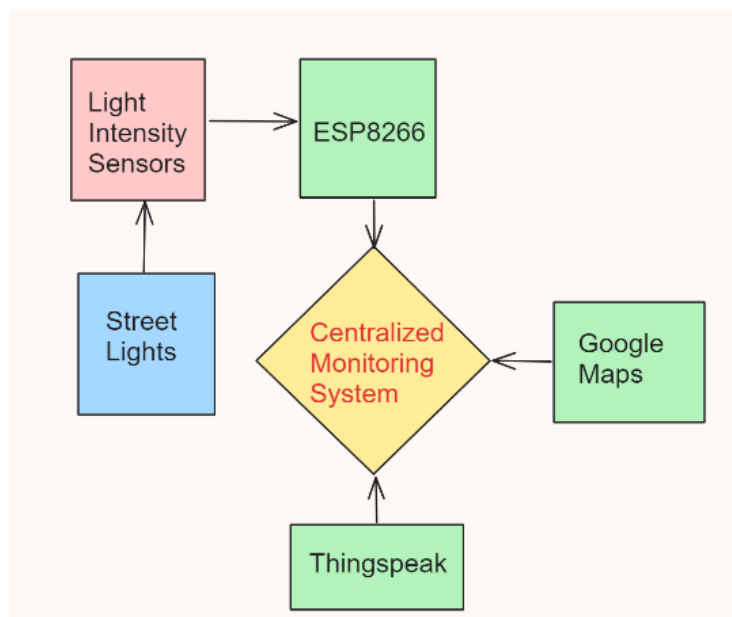 Light
Intensity
Sensors
ESP8266
Street
Lights
Centralized
Monitoring
System
Google
Maps
Thingspeak